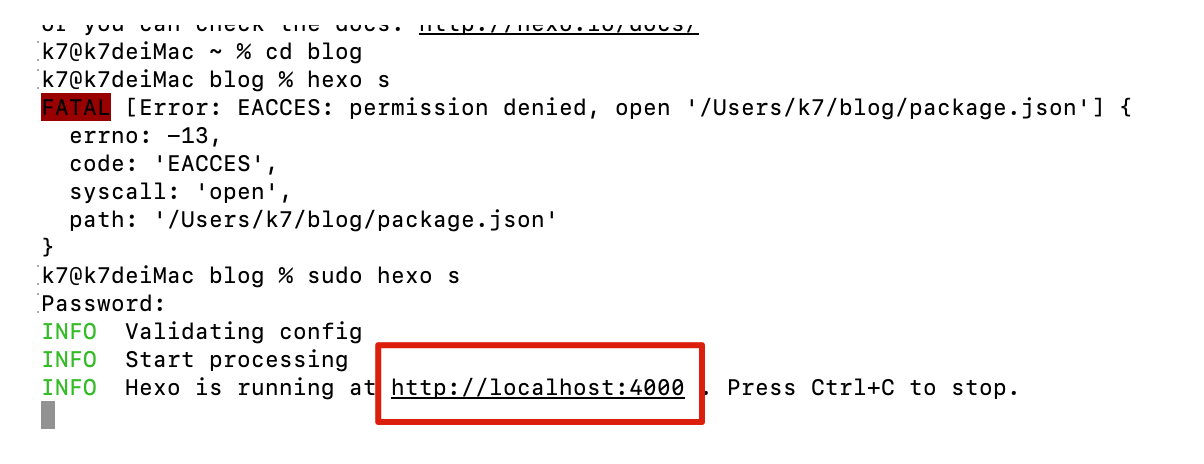 or you can check the docs: http://hexo.io/docs/
k7@k7deiMac ~ % cd blog
k7@k7deiMac blog % hexo s
FATAL [Error: EACCES: permission denied, open '/Users/k7/blog/package.json'] {
  errno: -13,
  code: 'EACCES',
  syscall: 'open',
  path: '/Users/k7/blog/package.json'
}
k7@k7deiMac blog % sudo hexo s
Password:
INFO  Validating config
INFO  Start processing
INFO  Hexo is running at http://localhost:4000 . Press Ctrl+C to stop.